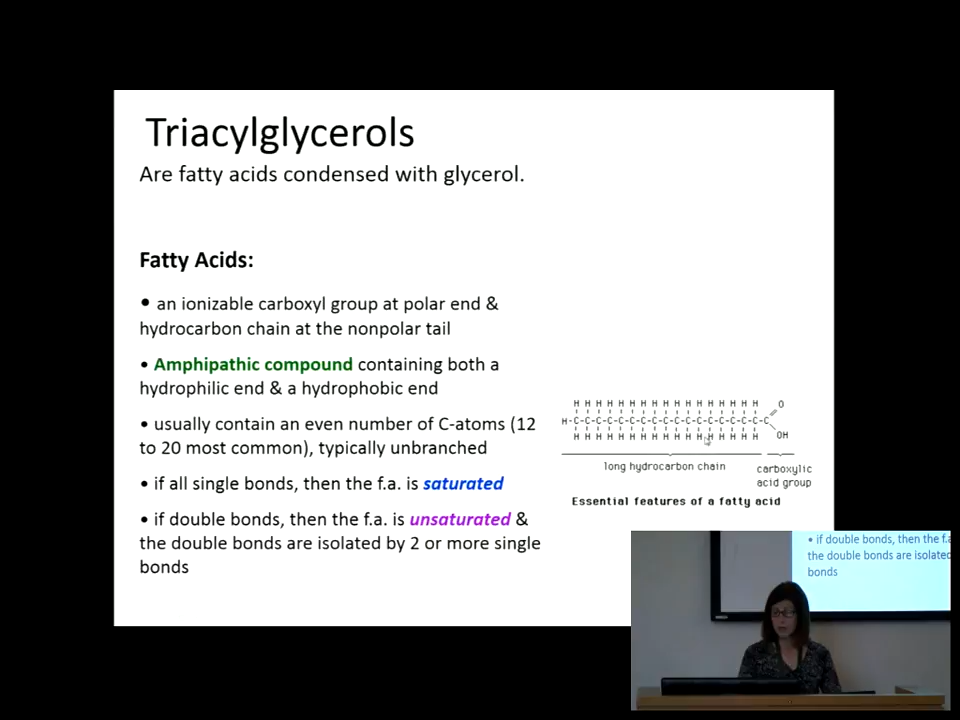 Triacylglycerols
Are fatty acids condensed with glycerol.
Fatty Acids:
• an ionizable carboxyl group at polar end &
hydrocarbon chain at the nonpolar tail
• Amphipathic compound containing both a
hydrophilic end & a hydrophobic end
• usually contain an even number of C-atoms (12
to 20 most common), typically unbranched
• if all single bonds, then the f.a. is saturated
• if double bonds, then the f.a. is unsaturated &
the double bonds are isolated by 2 or more single
bonds
H H H H H H H H H H H H H H H H H O
H-C-C-C-C-C-C-C-C-C-C-C-C-C-C-C-C-C-C
H H H H H H H H H H H H H H H H H OH
long hydrocarbon chain
carboxylic
acid group
Essential features of a fatty acid
• if double bonds, then the f.a
the double bonds are isolated
bonds